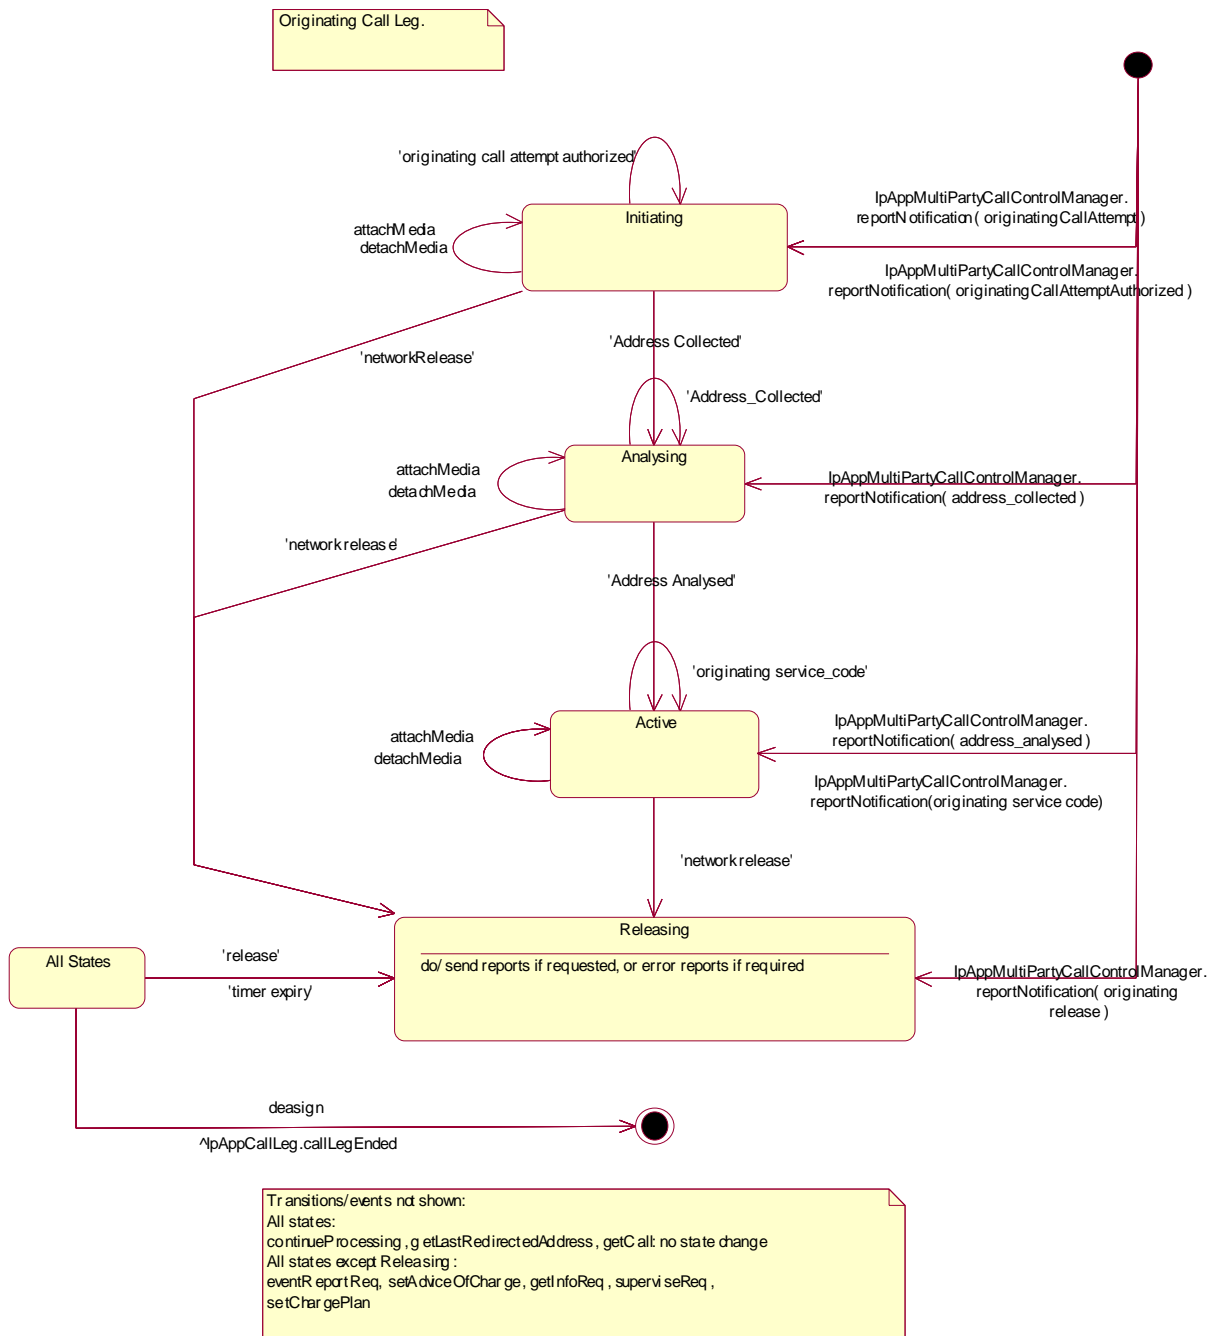 Originating Call Leg.
'originating call attempt authorized'
IpAppMultiPartyCallControlManager.
reportNotification( originatingCallAttempt )
Initiating
attachMedia
detachMedia
IpAppMultiPartyCallControlManager.
reportNotification( originatingCallAttemptAuthorized )
'Address Collected'
'networkRelease'
'Address_Collected'
Analysing
attachMedia
detachMedia
IpAppMultiPartyCallControlManager.
reportNotification( address_collected )
'network release'
'Address Analysed'
'originating service_code'
Active
attachMedia
detachMedia
IpAppMultiPartyCallControlManager.
reportNotification( address_analysed )
IpAppMultiPartyCallControlManager.
reportNotification(originating service code)
'network release'
Releasing
do/ send reports if requested, or error reports if required
All States
'release'
'timer expiry'
IpAppMultiPartyCallControlManager.
reportNotification( originating
release )
deasign
^IpAppCallLeg.callLegEnded
Transitions/events not shown:
All states:
continueProcessing, getLastRedirectedAddress, getCall: no state change
All states except Releasing :
eventReportReq, setAdviceOfCharge, getInfoReq, superviseReq,
setChargePlan